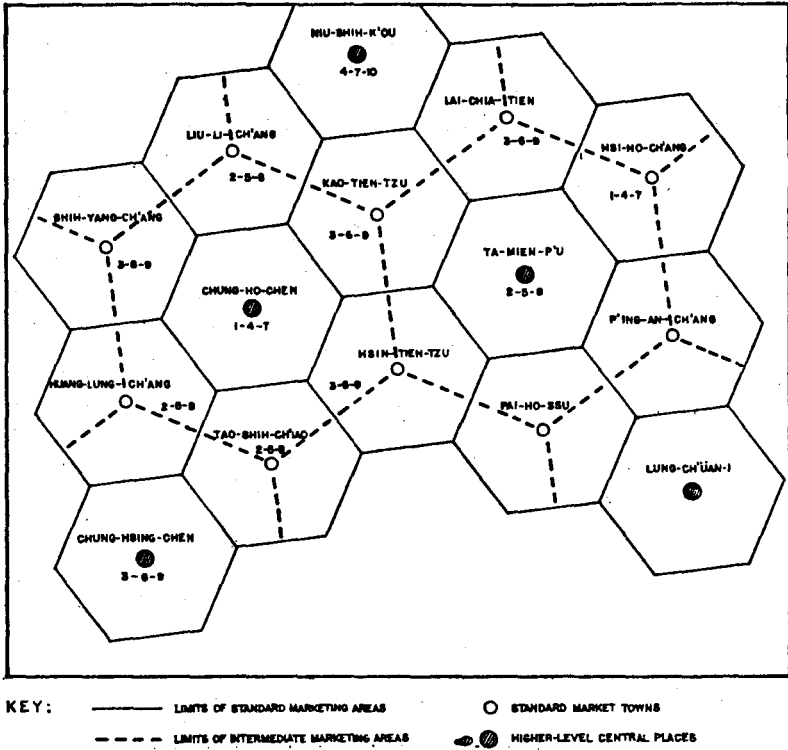 NIU-SHIH-K'OU
4-7-10
LAI-CHIA-TIEN
3-6-9
LIU-LI-CH'ANG
2-5-8
HSI-HO-CH'ANG
1-4-7
KAO-TIEN-TZU
3-6-9
SHIH-YANG-CH'ANG
3-6-9
TA-MIEN-P'U
2-5-8
CHUNG-HO-CHEN
1-4-7
P'ING-AN-CH'ANG
HSIN-TIEN-TZU
3-6-9
HUANG-LUNG-CH'ANG
2-5-8
PAI-HO-SSU
TAO-SHIH-CH'IAO
2-5-8
LUNG-CH'ÜAN-I
CHUNG-HSING-CHEN
3-6-9
KEY:
LIMITS OF STANDARD MARKETING AREAS
STANDARD MARKET TOWNS
LIMITS OF INTERMEDIATE MARKETING AREAS
HIGHER-LEVEL CENTRAL PLACES